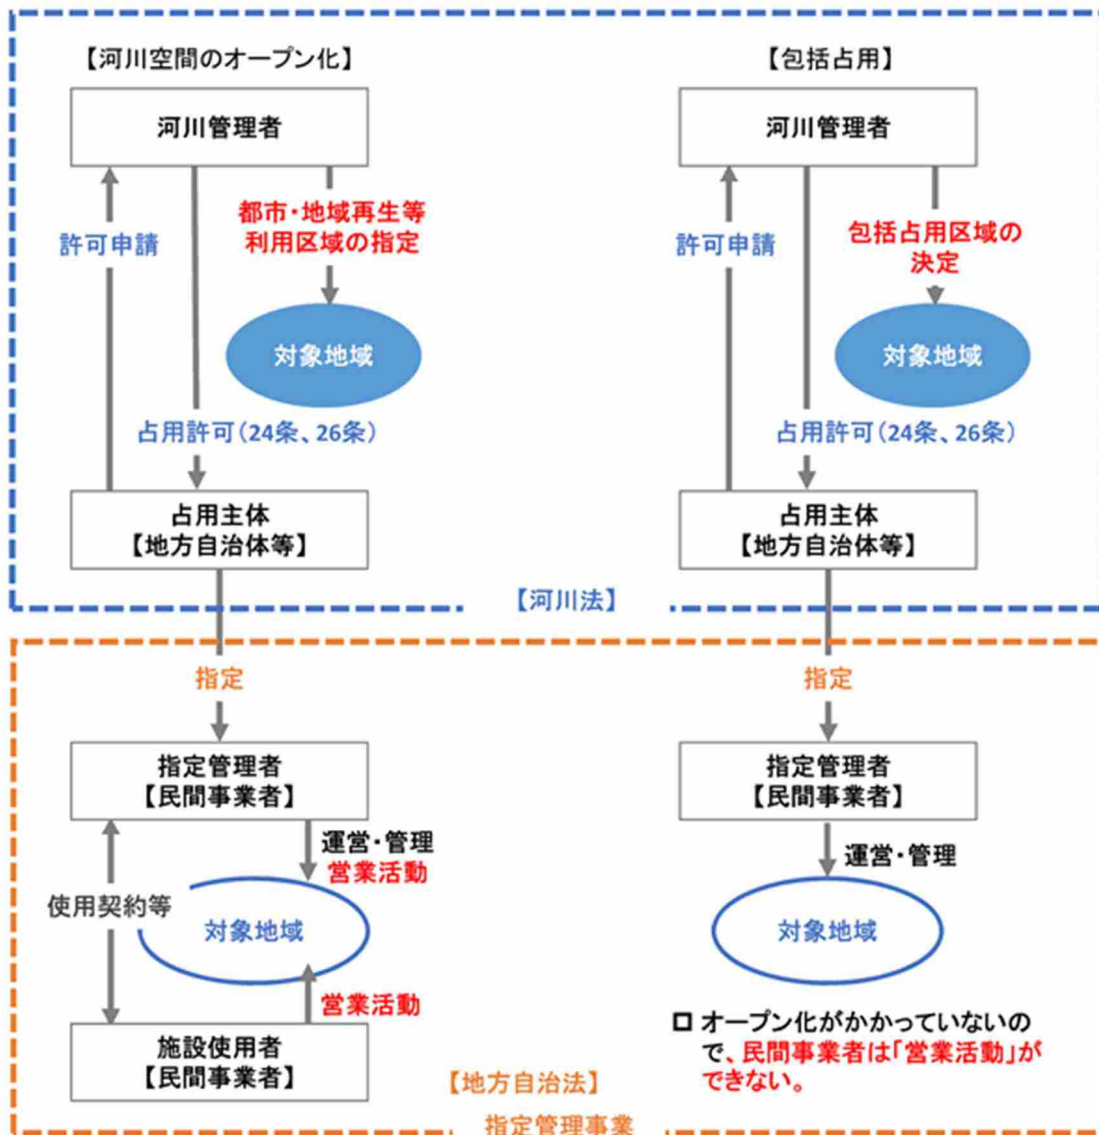 【河川空間のオープン化】
河川管理者
許可申請
都市・地域再生等
利用区域の指定
対象地域
占用許可（24条、26条）
占用主体
【地方自治体等】
【包括占用】
河川管理者
許可申請
包括占用区域の
決定
対象地域
占用許可（24条、26条）
占用主体
【地方自治体等】
【河川法】
指定
指定管理者
【民間事業者】
運営・管理
営業活動
使用契約等
対象地域
営業活動
施設使用者
【民間事業者】
指定
指定管理者
【民間事業者】
運営・管理
対象地域
オープン化がかかっていないの
で、民間事業者は「営業活動」が
できない。
【地方自治法】
指定管理事業